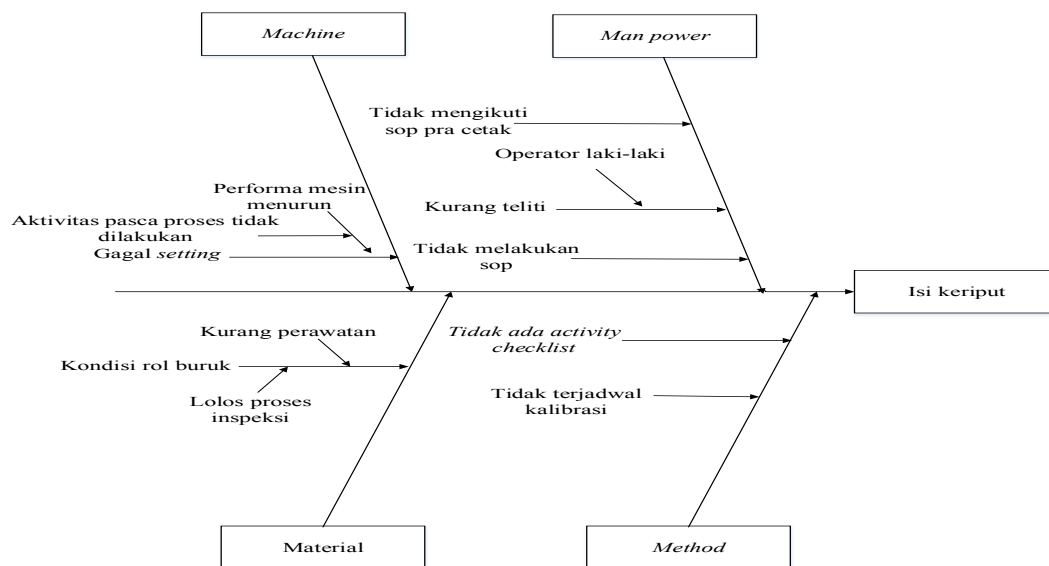 Machine
Man power
Tidak mengikuti
sop pra cetak
Operator laki-laki
Performa mesin
menurun
Kurang teliti
Aktivitas pasca proses tidak
dilakukan
Gagal setting
Tidak melakukan
sop
Isi keriput
Kurang perawatan
Tidak ada activity
checklist
Kondisi rol buruk
Lolos proses
inspeksi
Tidak terjadwal
kalibrasi
Material
Method